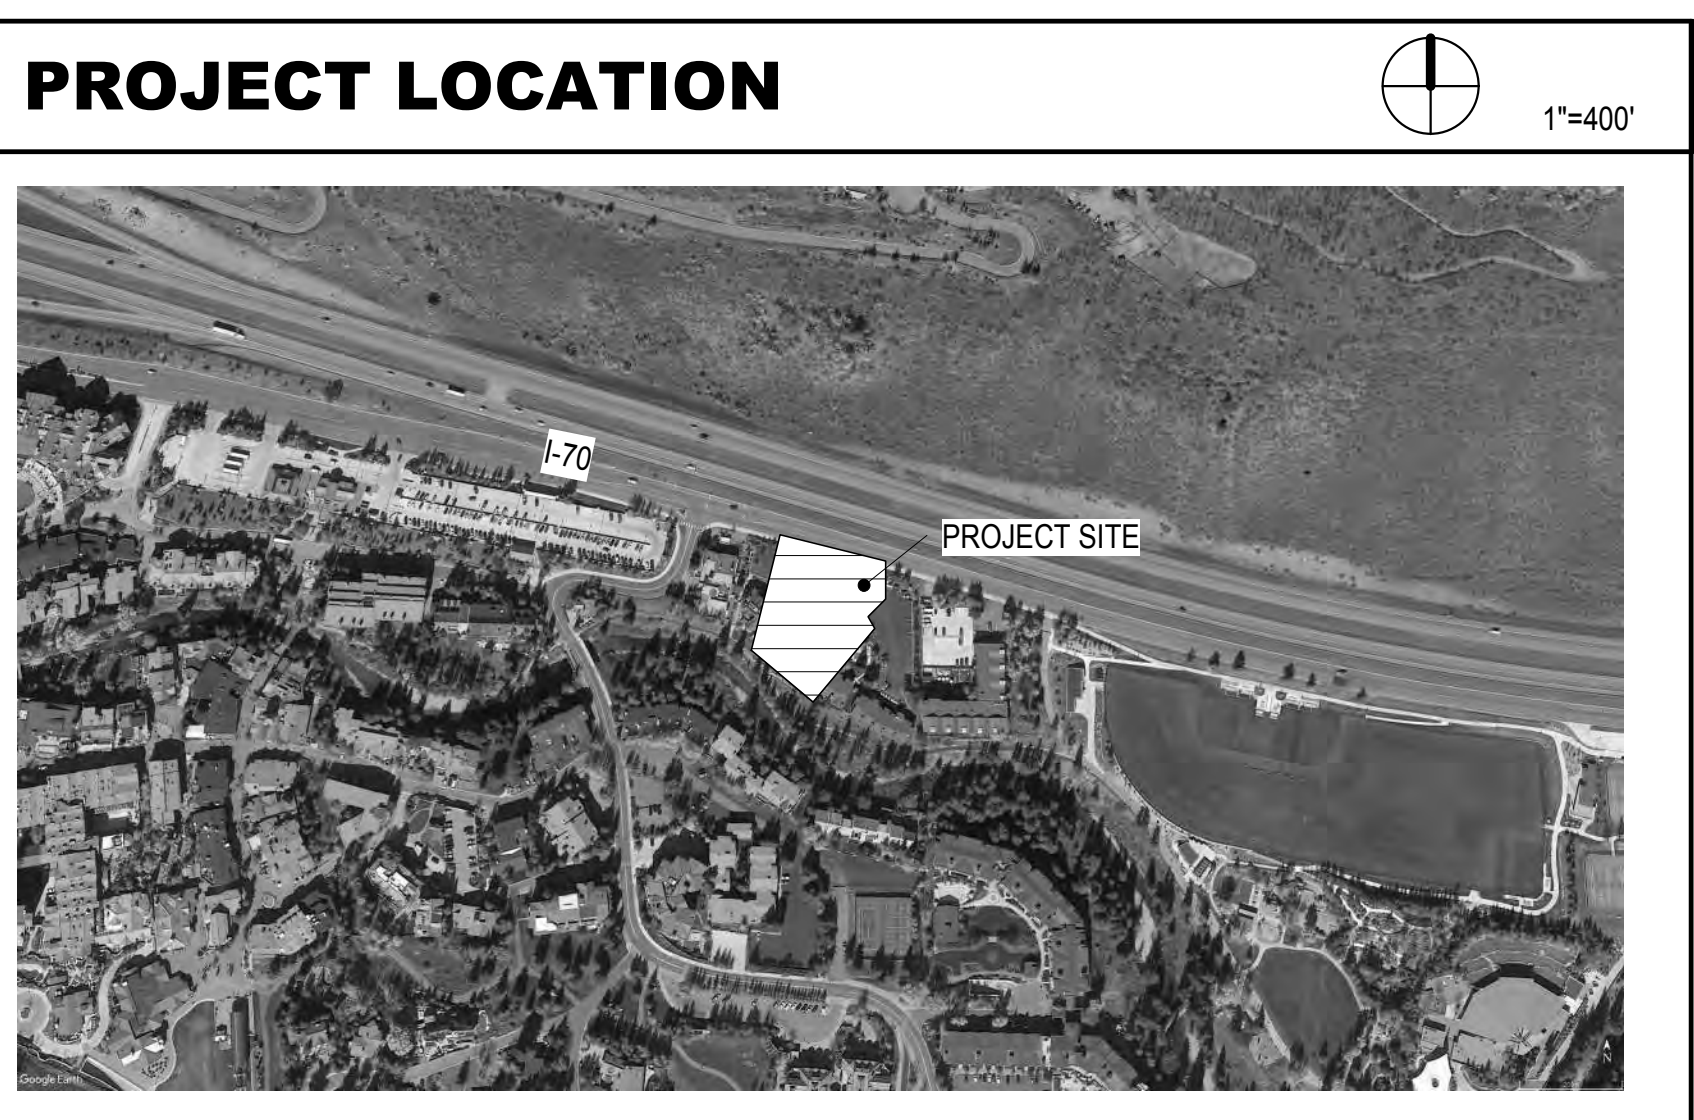 PROJECT LOCATION
1"=400'
I-70
PROJECT SITE
Google Earth
N